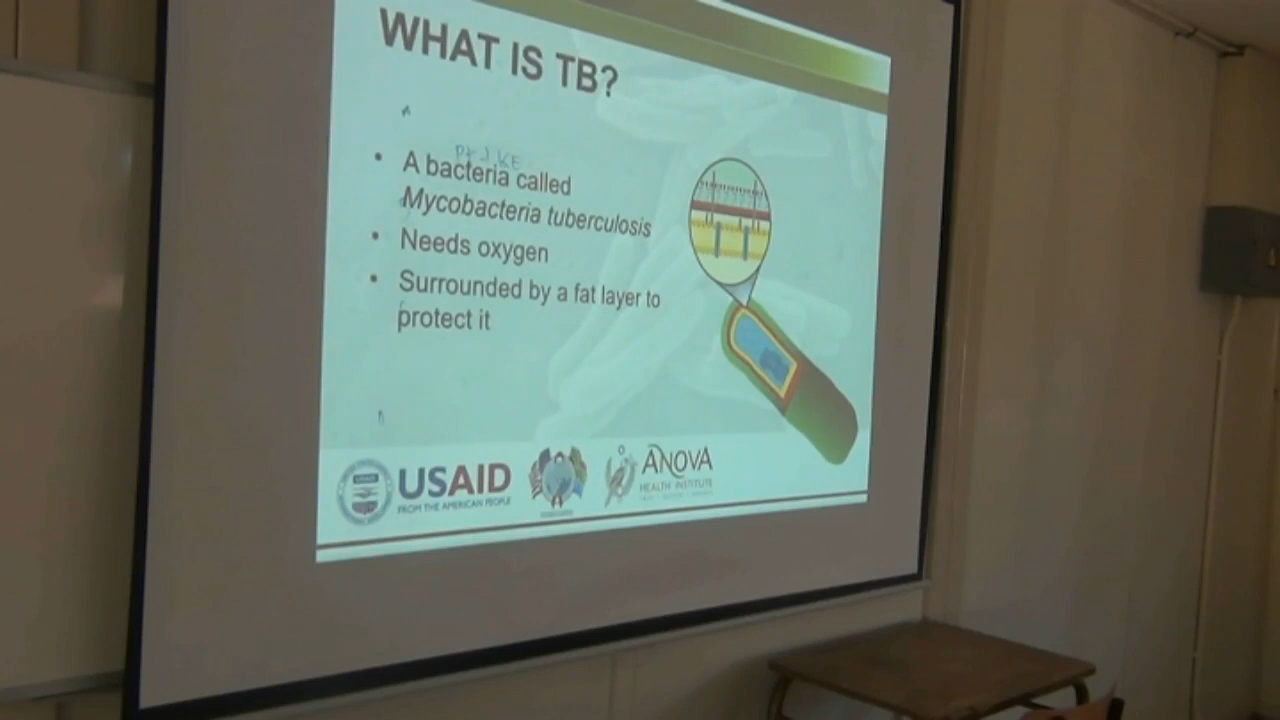 WHAT IS TB?
• A bacteria called
Mycobacteria tuberculosis
• Needs oxygen
• Surrounded by a fat layer to
protect it
USAID
FROM THE AMERICAN PEOPLE
ANOVA
HEALTH INSTITUTE